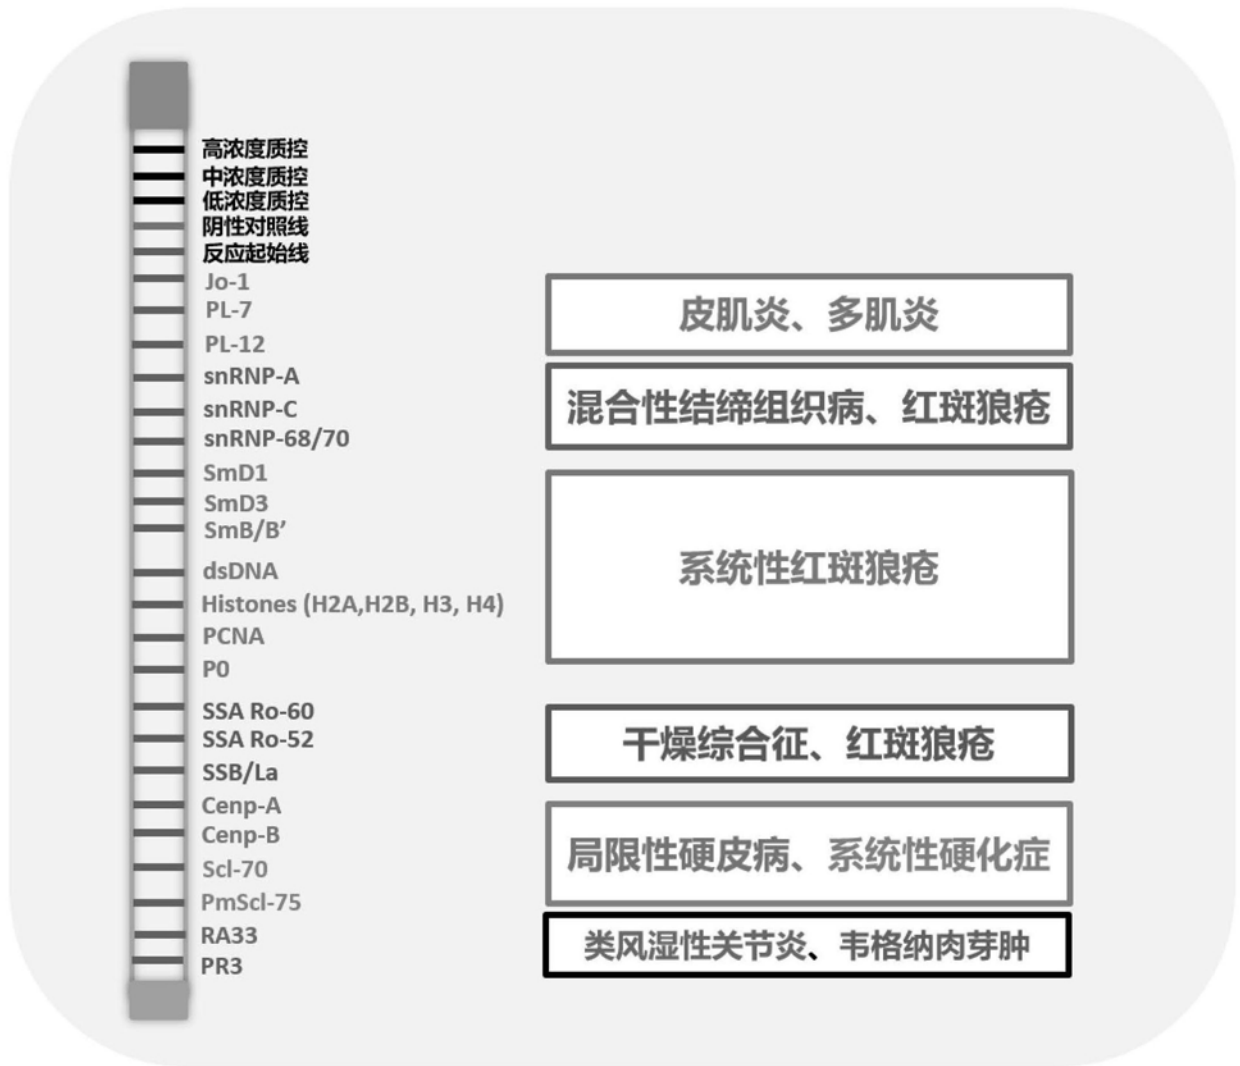 高浓度质控
中浓度质控
低浓度质控
阴性对照线
反应起始线
Jo-1
PL-7
PL-12
皮肌炎、多肌炎
snRNP-A
snRNP-C
snRNP-68/70
混合性结缔组织病、红斑狼疮
SmD1
SmD3
SmB/B’
dsDNA
Histones (H2A,H2B, H3, H4)
PCNA
P0
系统性红斑狼疮
SSA Ro-60
SSA Ro-52
SSB/La
干燥综合征、红斑狼疮
Cenp-A
Cenp-B
Scl-70
PmScl-75
局限性硬皮病、系统性硬化症
RA33
PR3
类风湿性关节炎、韦格纳肉芽肿